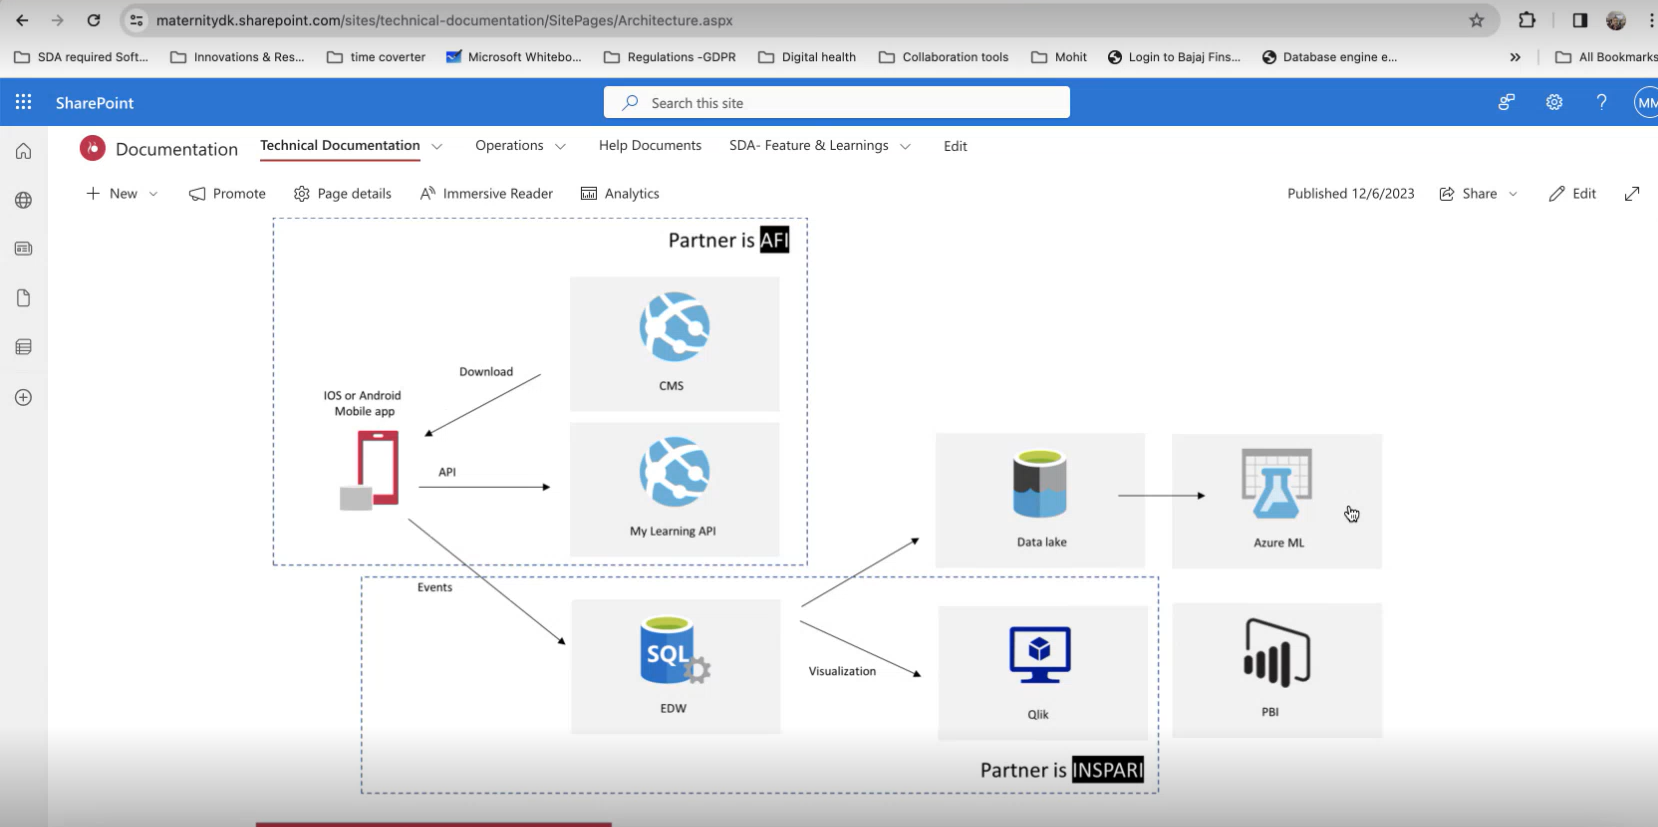 maternitydk.sharepoint.com/sites/technical-documentation/SitePages/Architecture.aspx
SDA required Soft... Innovations & Res... time coverter Microsoft Whitebo... Regulations -GDPR Digital health Collaboration tools Mohit Login to Bajaj Fins... Database engine e... » All Bookmarks
SharePoint Search this site ? MM
Documentation Technical Documentation Operations Help Documents SDA- Feature & Learnings Edit
New Promote Page details Immersive Reader Analytics Published 12/6/2023 Share Edit
Partner is AFI
Download
CMS
IOS or Android
Mobile app
API
My Learning API
Data lake
Azure ML
Events
SQL
EDW
Visualization
Qlik
PBI
Partner is INSPARI